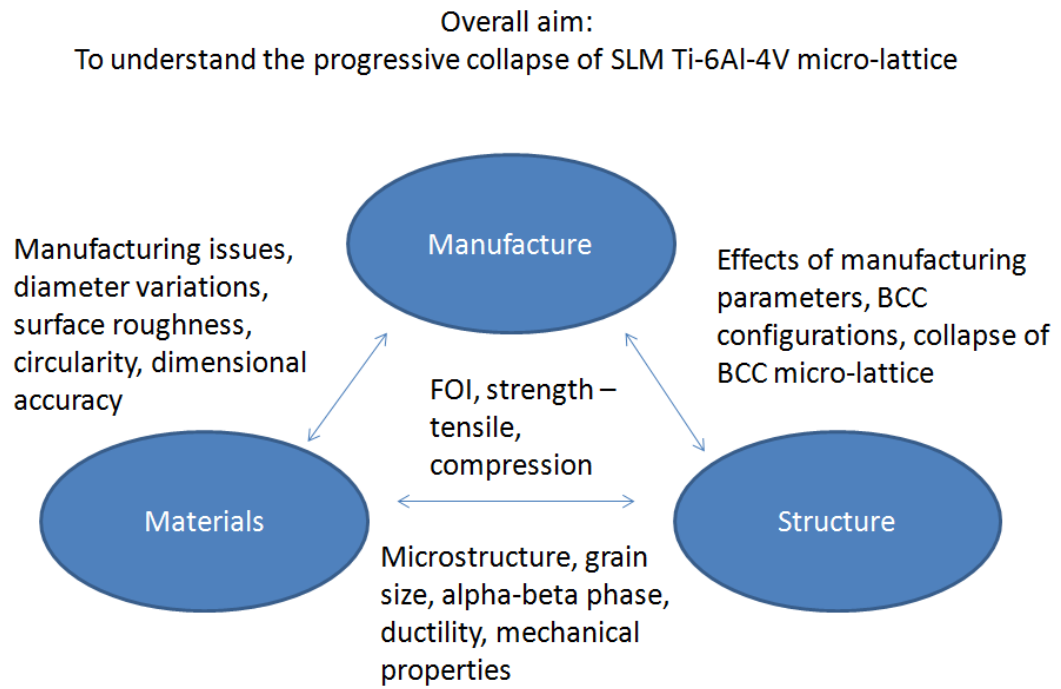 Overall aim:
To understand the progressive collapse of SLM Ti-6Al-4V micro-lattice
Manufacture
Manufacturing issues,
diameter variations,
surface roughness,
circularity, dimensional
accuracy
Effects of manufacturing
parameters, BCC
configurations, collapse of
BCC micro-lattice
FOI, strength –
tensile,
compression
Materials
Structure
Microstructure, grain
size, alpha-beta phase,
ductility, mechanical
properties